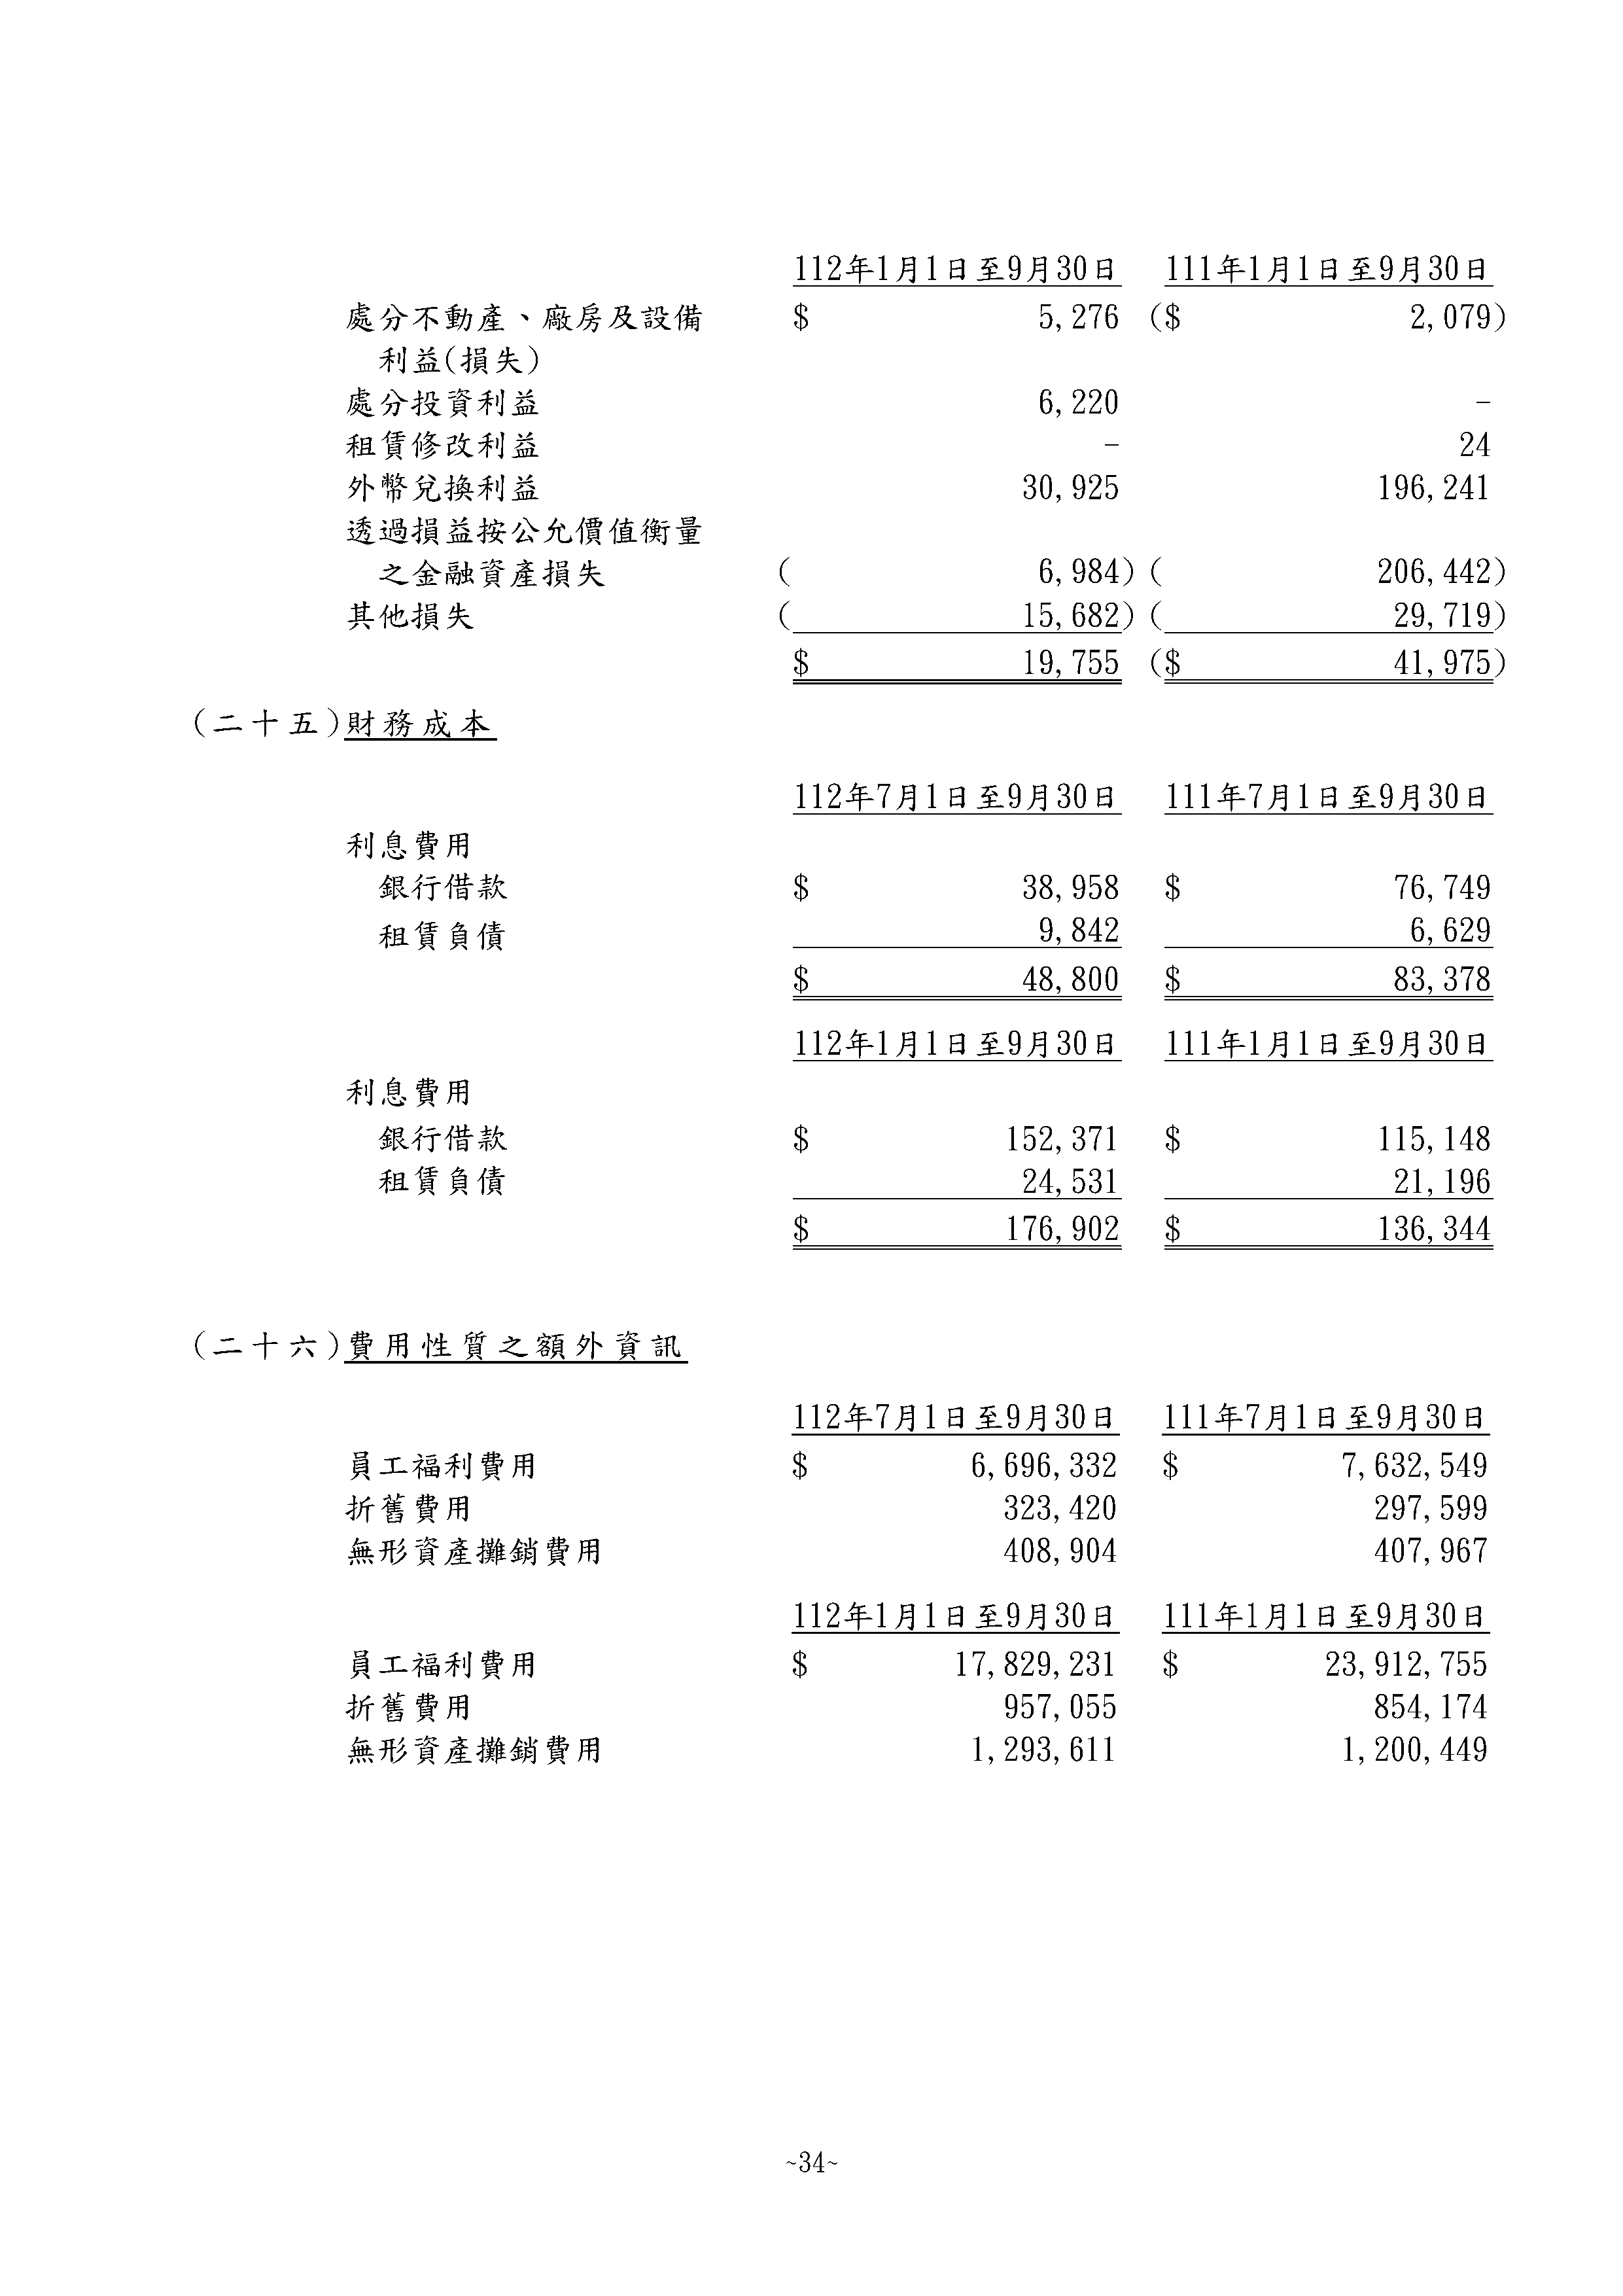 112年1月1日至9月30日 111年1月1日至9月30日
處分不動產、廠房及設備 $ 5,276 ($ 2,079)
利益(損失)
處分投資利益 6,220 -
租賃修改利益 - 24
外幣兌換利益 30,925 196,241
透過損益按公允價值衡量
之金融資產損失 ( 6,984) ( 206,442)
其他損失 ( 15,682) ( 29,719)
$ 19,755 ($ 41,975)
(二十五)財務成本
112年7月1日至9月30日 111年7月1日至9月30日
利息費用
銀行借款 $ 38,958 $ 76,749
租賃負債 9,842 6,629
$ 48,800 $ 83,378
112年1月1日至9月30日 111年1月1日至9月30日
利息費用
銀行借款 $ 152,371 $ 115,148
租賃負債 24,531 21,196
$ 176,902 $ 136,344
(二十六)費用性質之額外資訊
112年7月1日至9月30日 111年7月1日至9月30日
員工福利費用 $ 6,696,332 $ 7,632,549
折舊費用 323,420 297,599
無形資產攤銷費用 408,904 407,967
112年1月1日至9月30日 111年1月1日至9月30日
員工福利費用 $ 17,829,231 $ 23,912,755
折舊費用 957,055 854,174
無形資產攤銷費用 1,293,611 1,200,449
~34~